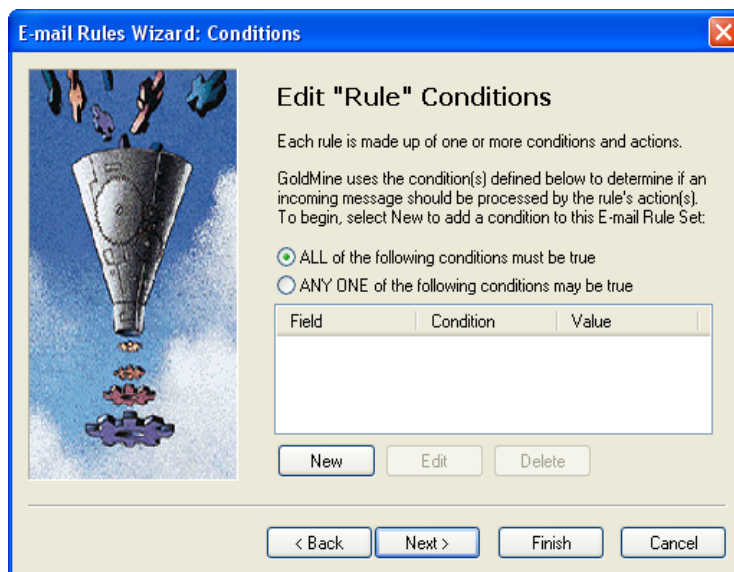 E-mail Rules Wizard: Conditions
Edit "Rule" Conditions
Each rule is made up of one or more conditions and actions.
GoldMine uses the condition(s) defined below to determine if an
incoming message should be processed by the rule's action(s).
To begin, select New to add a condition to this E-mail Rule Set:
ALL of the following conditions must be true
ANY ONE of the following conditions may be true
Field Condition Value
New Edit Delete
< Back Next > Finish Cancel